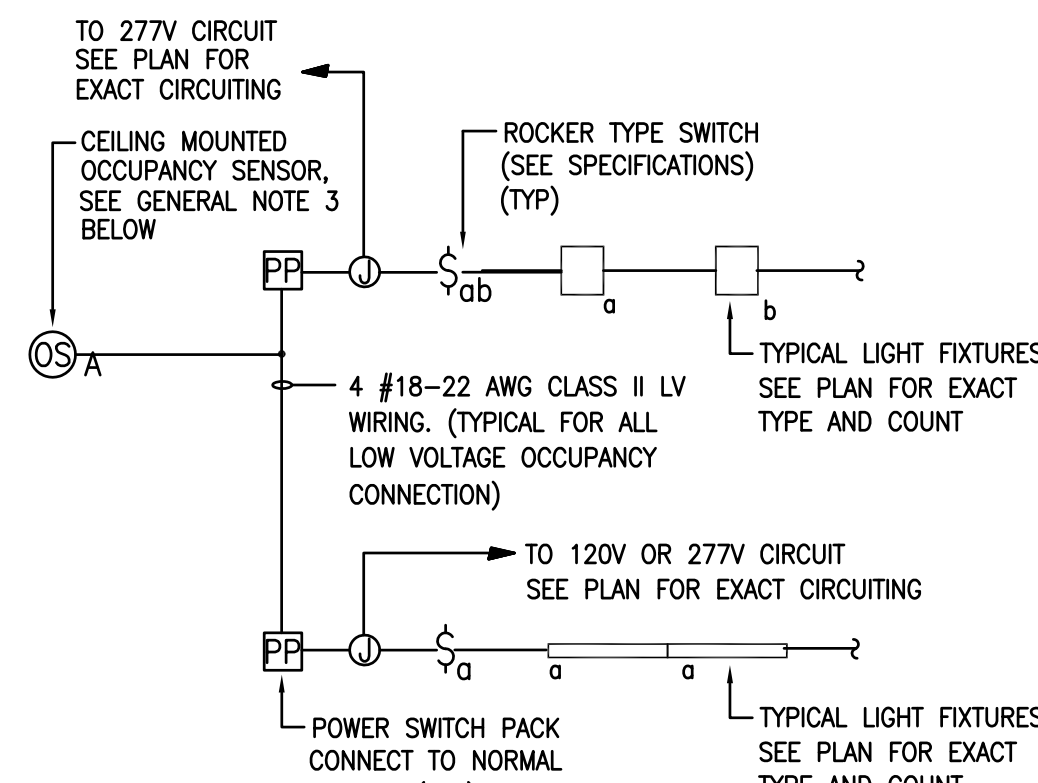 TO 277V CIRCUIT
SEE PLAN FOR
EXACT CIRCUITING
CEILING MOUNTED
OCCUPANCY SENSOR,
SEE GENERAL NOTE 3
BELOW
ROCKER TYPE SWITCH
(SEE SPECIFICATIONS)
(TYP)
PP
J
$
ab
a
b
OS
A
TYPICAL LIGHT FIXTURES
SEE PLAN FOR EXACT
TYPE AND COUNT
4 #18-22 AWG CLASS II LV
WIRING. (TYPICAL FOR ALL
LOW VOLTAGE OCCUPANCY
CONNECTION)
TO 120V OR 277V CIRCUIT
SEE PLAN FOR EXACT CIRCUITING
PP
J
$
a
a
a
POWER SWITCH PACK
CONNECT TO NORMAL
TYPICAL LIGHT FIXTURES
SEE PLAN FOR EXACT
TYPE AND COUNT